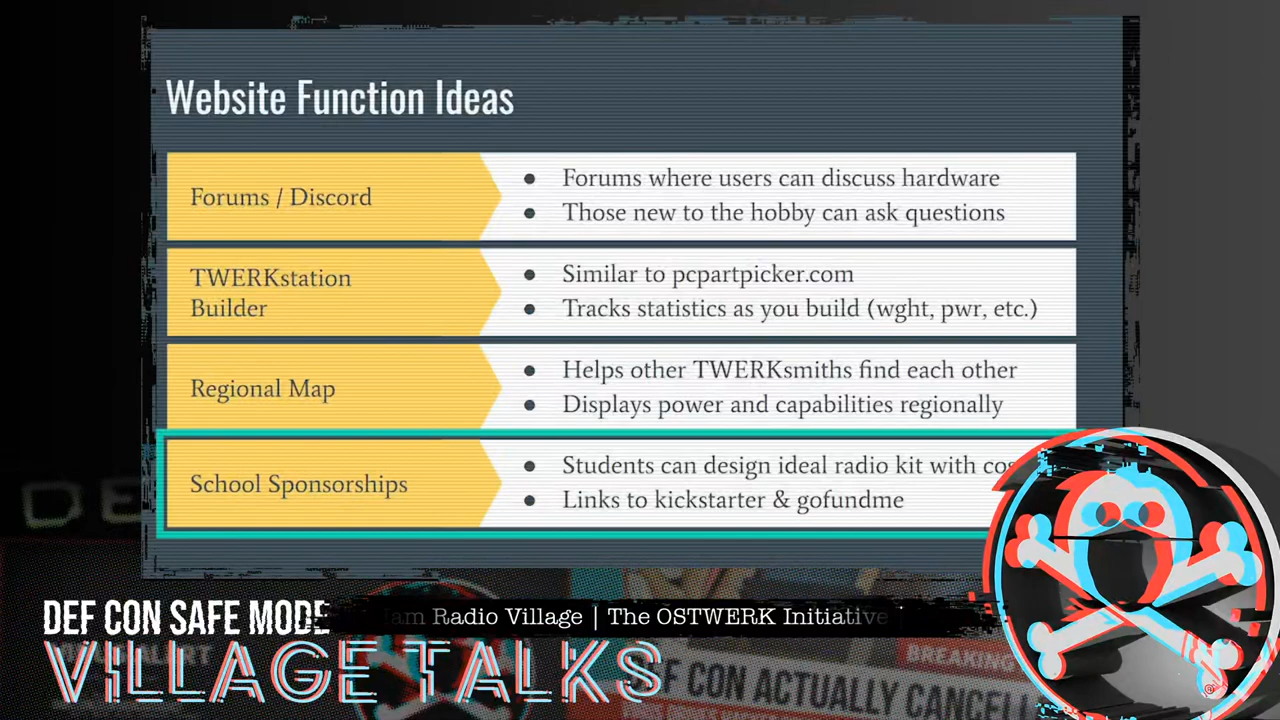 Website Function Ideas
Forums / Discord
● Forums where users can discuss hardware
● Those new to the hobby can ask questions
TWERKstation
Builder
● Similar to pcpartpicker.com
● Tracks statistics as you build (wght, pwr, etc.)
Regional Map
● Helps other TWERKsmiths find each other
● Displays power and capabilities regionally
School Sponsorships
● Students can design ideal radio kit with
● Links to kickstarter & gofundme
DEF CON SAFE MODE
Radio Village | The OSTWERK Initiative
VILLAGE TALKS
BREAKING
CON ACTUALLY